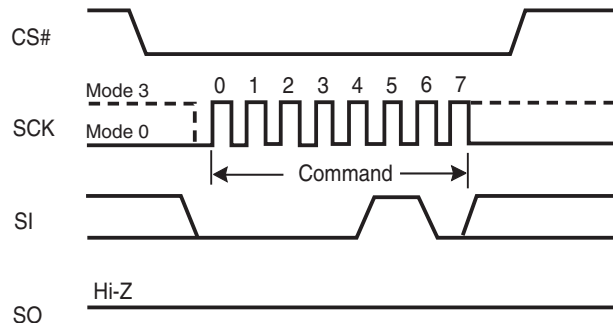 CS#
Mode 3
0 1 2 3 4 5 6 7
SCK
Mode 0
Command
SI
Hi-Z
SO